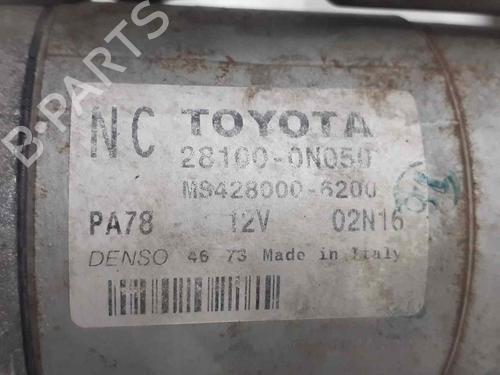 B-PARTS
NC TOYOTA
28100-0N050
MS428000-6200
PA78 12V 02N16
DENSO 46 73 Made in Italy